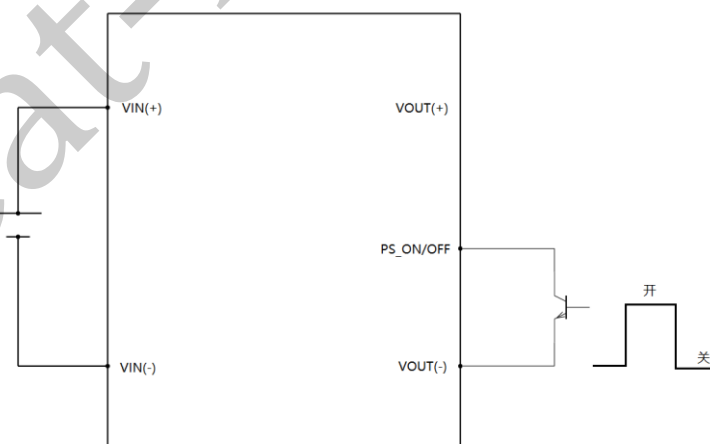 VIN(+)
VOUT(+)
PS_ON/OFF
开
关
VIN(-)
VOUT(-)